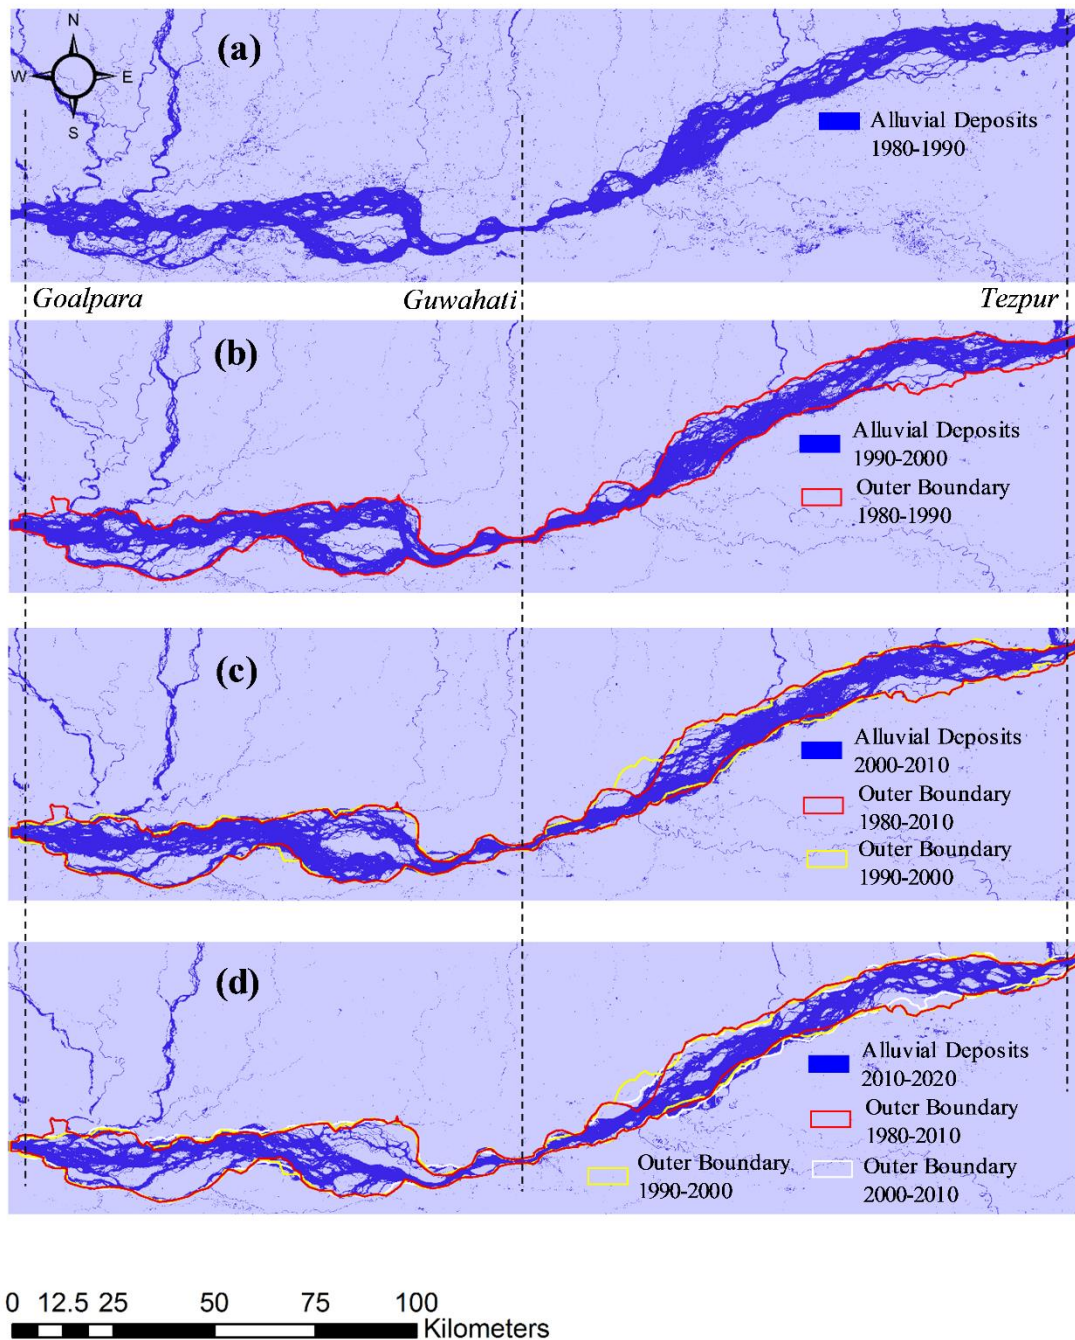 N
(a)
W
E
S
Alluvial Deposits
1980-1990
Goalpara
Guwahati
Tezpur
(b)
Alluvial Deposits
1990-2000
Outer Boundary
1980-1990
(c)
Alluvial Deposits
2000-2010
Outer Boundary
1980-2010
Outer Boundary
1990-2000
(d)
Alluvial Deposits
2010-2020
Outer Boundary
1980-2010
Outer Boundary
1990-2000
Outer Boundary
2000-2010
0 12.5 25 50 75 100
Kilometers